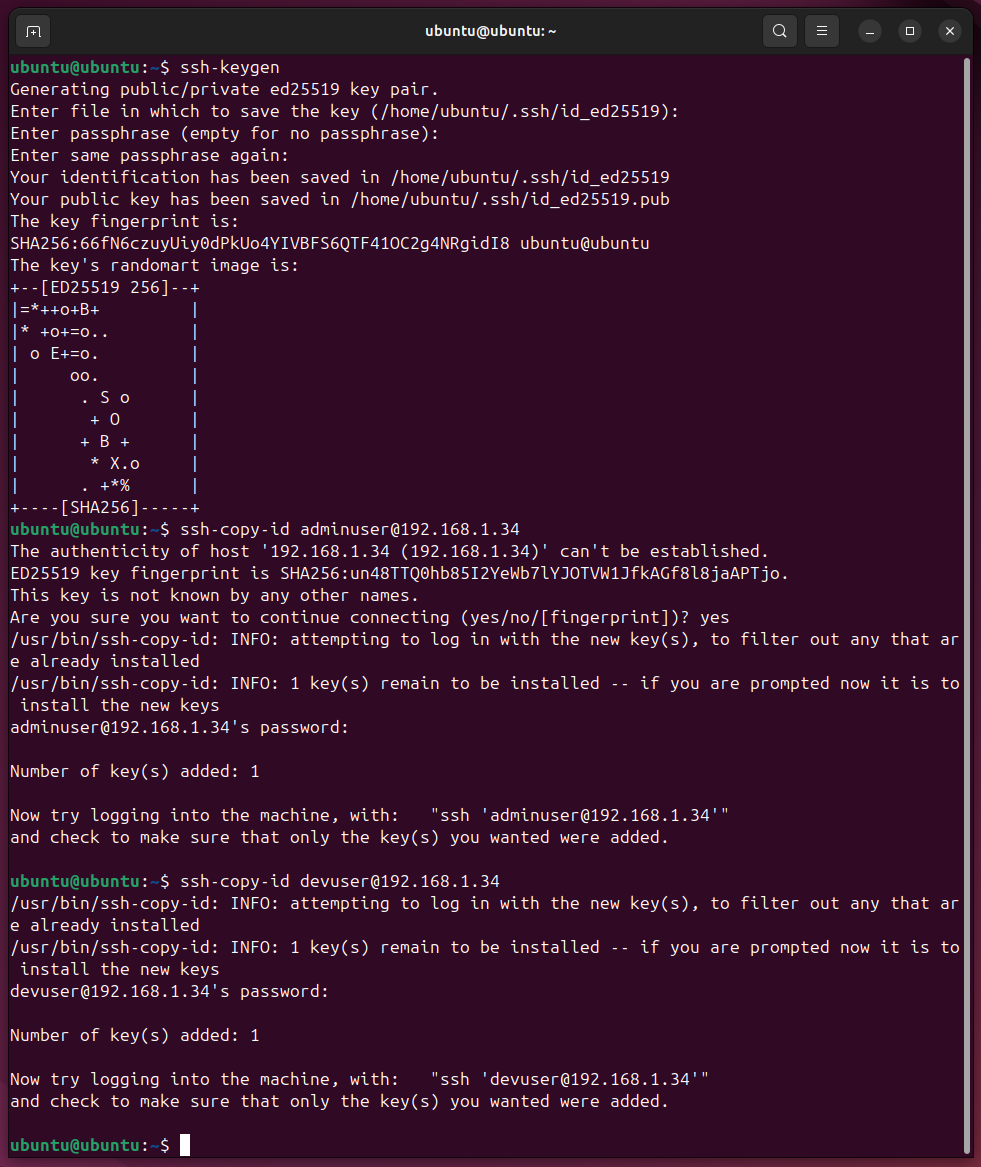 ubuntu@ubuntu: ~
ubuntu@ubuntu:~$ ssh-keygen
Generating public/private ed25519 key pair.
Enter file in which to save the key (/home/ubuntu/.ssh/id_ed25519):
Enter passphrase (empty for no passphrase):
Enter same passphrase again:
Your identification has been saved in /home/ubuntu/.ssh/id_ed25519
Your public key has been saved in /home/ubuntu/.ssh/id_ed25519.pub
The key fingerprint is:
SHA256:66fN6czuyUiy0dPkUo4YIVBFS6QTF41OC2g4NRgidI8 ubuntu@ubuntu
The key's randomart image is:
+--[ED25519 256]--+
|=*++o+B+         |
|* +o+=o..        |
| o E+=o.         |
|     oo.         |
|      . S o      |
|       + O       |
|      + B +      |
|       * X.o     |
|      . +*%      |
+----[SHA256]-----+
ubuntu@ubuntu:~$ ssh-copy-id adminuser@192.168.1.34
The authenticity of host '192.168.1.34 (192.168.1.34)' can't be established.
ED25519 key fingerprint is SHA256:un48TTQ0hb85I2YeWb7lYJOTVW1JfkAGf8l8jaAPTjo.
This key is not known by any other names.
Are you sure you want to continue connecting (yes/no/[fingerprint])? yes
/usr/bin/ssh-copy-id: INFO: attempting to log in with the new key(s), to filter out any that ar
e already installed
/usr/bin/ssh-copy-id: INFO: 1 key(s) remain to be installed -- if you are prompted now it is to
 install the new keys
adminuser@192.168.1.34's password:

Number of key(s) added: 1

Now try logging into the machine, with:   "ssh 'adminuser@192.168.1.34'"
and check to make sure that only the key(s) you wanted were added.

ubuntu@ubuntu:~$ ssh-copy-id devuser@192.168.1.34
/usr/bin/ssh-copy-id: INFO: attempting to log in with the new key(s), to filter out any that ar
e already installed
/usr/bin/ssh-copy-id: INFO: 1 key(s) remain to be installed -- if you are prompted now it is to
 install the new keys
devuser@192.168.1.34's password:

Number of key(s) added: 1

Now try logging into the machine, with:   "ssh 'devuser@192.168.1.34'"
and check to make sure that only the key(s) you wanted were added.

ubuntu@ubuntu:~$